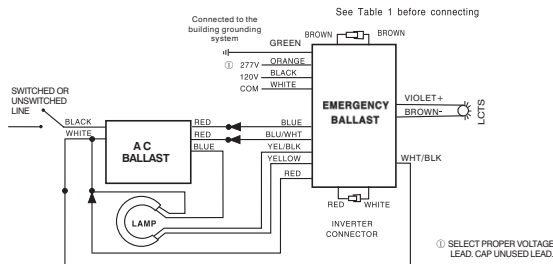 See Table 1 before connecting
Connected to the
building grounding
system
BROWN
BROWN
GREEN
① 277V
ORANGE
120V
BLACK
COM
WHITE
EMERGENCY
BALLAST
VIOLET+
BROWN-
LCTS
SWITCHED OR
UNSWITCHED
LINE
BLACK
WHITE
AC
BALLAST
RED
RED
BLUE
BLUE
BLU/WHT
YEL/BLK
YELLOW
RED
WHT/BLK
LAMP
RED
WHITE
INVERTER
CONNECTOR
① SELECT PROPER VOLTAGE
LEAD. CAP UNUSED LEAD.